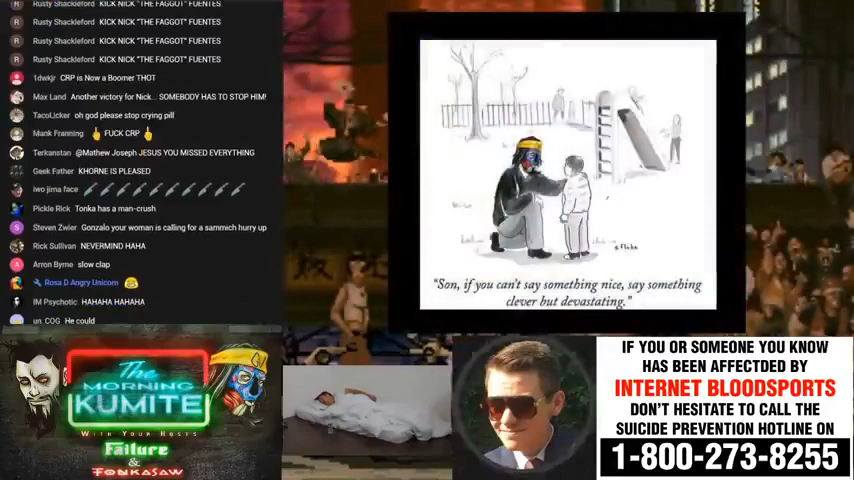 Rusty Shackleford KICK NICK "THE FAGGOT" FUENTES
Rusty Shackleford KICK NICK "THE FAGGOT" FUENTES
Rusty Shackleford KICK NICK "THE FAGGOT" FUENTES
Rusty Shackleford KICK NICK "THE FAGGOT" FUENTES
1dwkjr CRP is Now a Boomer THOT
Max Land Another victory for Nick... SOMEBODY HAS TO STOP HIM!
TacoLicker oh god please stop crying pill
Mank Franning FUCK CRP
Terkanstan @Mathew Joseph JESUS YOU MISSED EVERYTHING
Geek Father KHORNE IS PLEASED
iwo jima face
Pickle Rick Tonka has a man-crush
Steven Zwier Gonzalo your woman is calling for a sammich hurry up
Rick Sullivan NEVERMIND HAHA
Arron Byrne slow clap
Rosa D Angry Unicorn
IM Psychotic HAHAHA HAHAHA
un_COG He could
"Son, if you can't say something nice, say something
clever but devastating."
The
MORNING
KUMITE
With Your Hosts
Failure
&
TONKASAW
GV
IF YOU OR SOMEONE YOU KNOW
HAS BEEN AFFECTDED BY
INTERNET BLOODSPORTS
DON'T HESITATE TO CALL THE
SUICIDE PREVENTION HOTLINE ON
1-800-273-8255